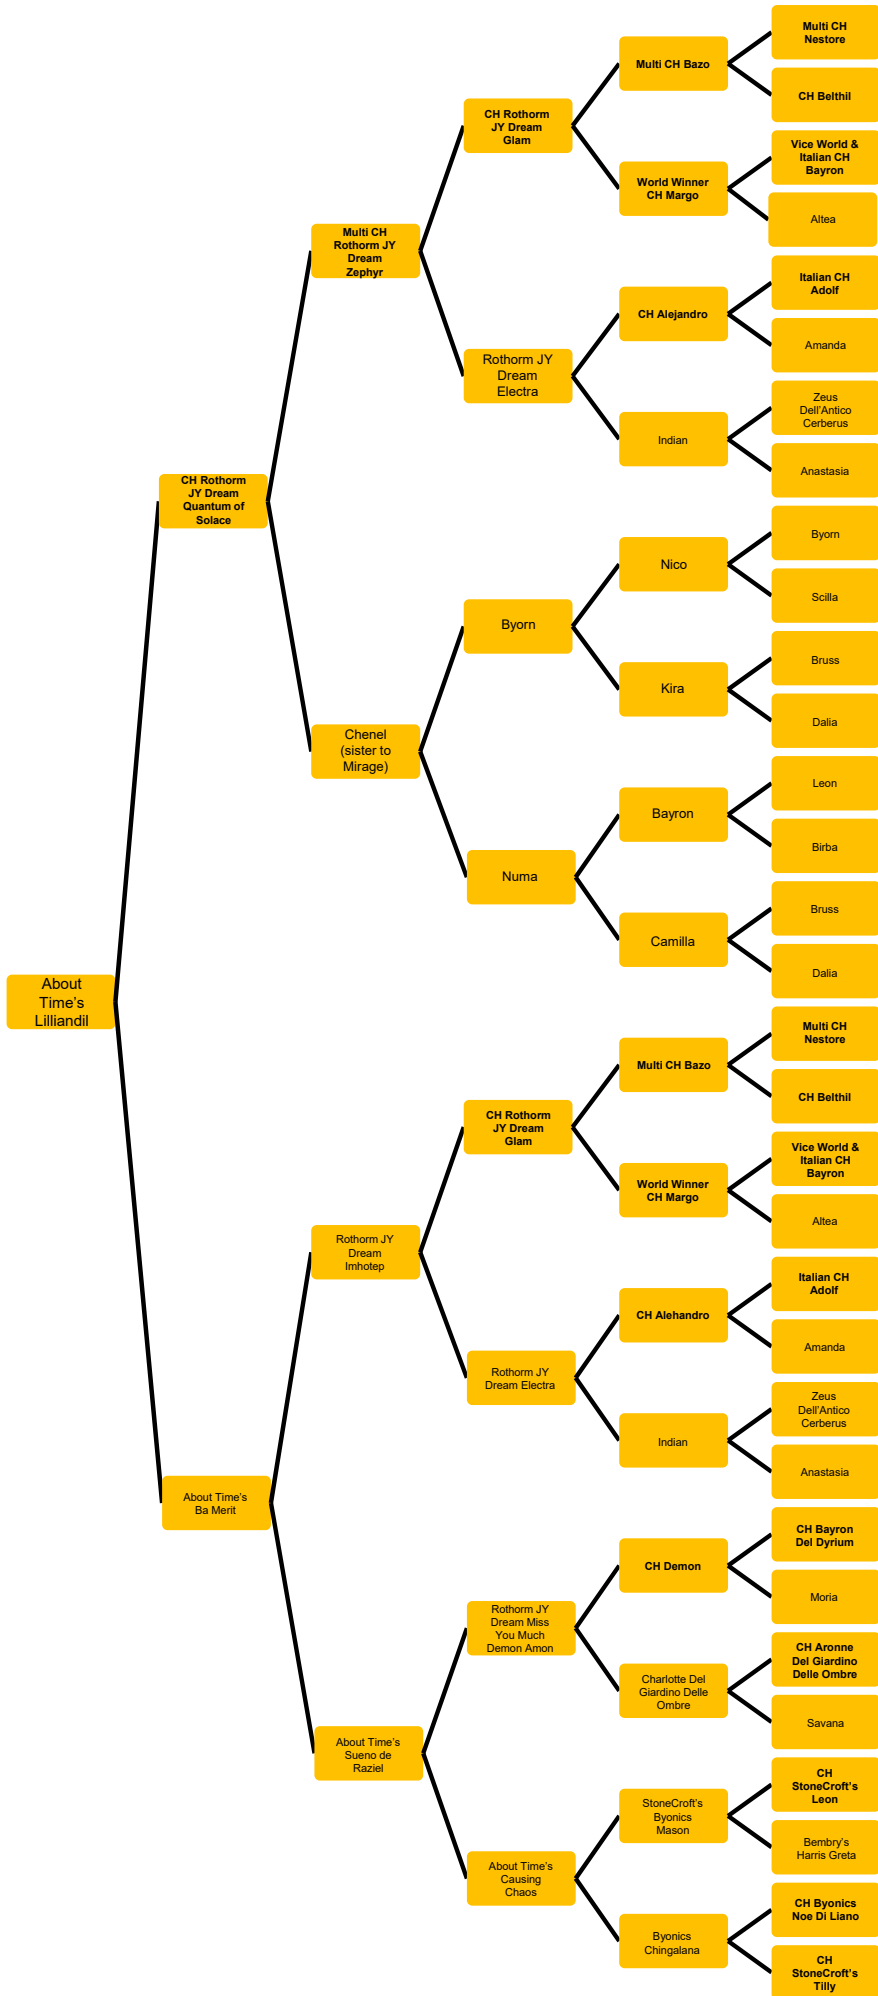 Multi CH
Nestore
Multi CH Bazo
CH Belthil
CH Rothorm
JY Dream
Glam
Vice World &
Italian CH
Bayron
World Winner
CH Margo
Altea
Multi CH
Rothorm JY
Dream
Zephyr
Italian CH
Adolf
CH Alejandro
Amanda
Rothorm JY
Dream
Electra
Zeus
Dell'Antico
Cerberus
Indian
Anastasia
CH Rothorm
JY Dream
Quantum of
Solace
Byorn
Nico
Scilla
Byorn
Bruss
Kira
Dalia
Chenel
(sister to
Mirage)
Leon
Bayron
Birba
Numa
Bruss
Camilla
Dalia
About
Time's
Lilliandil
Multi CH
Nestore
Multi CH Bazo
CH Belthil
CH Rothorm
JY Dream
Glam
Vice World &
Italian CH
Bayron
World Winner
CH Margo
Altea
Rothorm JY
Dream
Imhotep
Italian CH
Adolf
CH Alehandro
Amanda
Rothorm JY
Dream Electra
Zeus
Dell'Antico
Cerberus
Indian
Anastasia
About Time's
Ba Merit
CH Bayron
Del Dyrium
CH Demon
Moria
Rothorm JY
Dream Miss
You Much
Demon Amon
CH Aronne
Del Giardino
Delle Ombre
Charlotte Del
Giardino Delle
Ombre
Savana
About Time's
Sueno de
Raziel
CH
StoneCroft's
Leon
StoneCroft's
Byonics
Mason
Bembry's
Harris Greta
About Time's
Causing
Chaos
CH Byonics
Noe Di Liano
Byonics
Chingalana
CH
StoneCroft's
Tilly